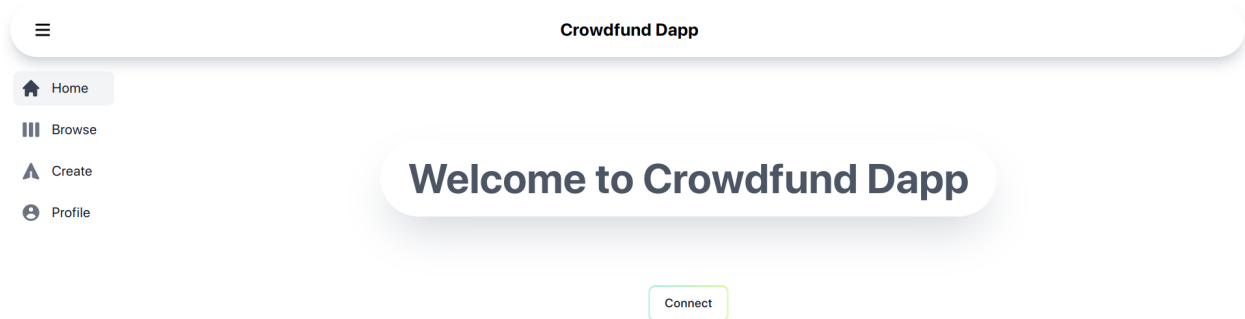 Crowdfund Dapp
Home
Browse
Create
Profile
Welcome to Crowdfund Dapp
Connect